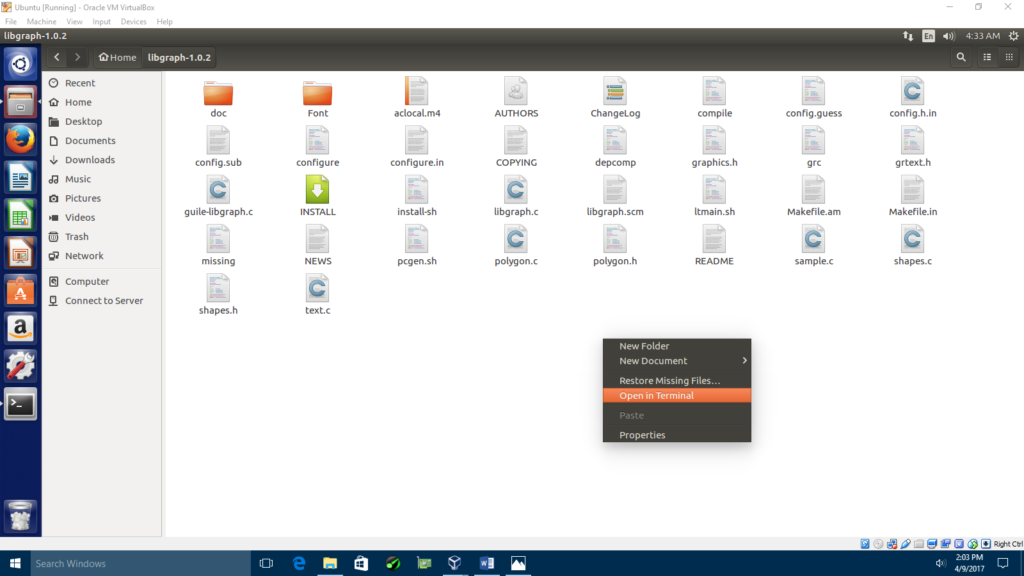 Ubuntu [Running] - Oracle VM VirtualBox
File Machine View Input Devices Help
libgraph-1.0.2
En
4:33 AM
Home
libgraph-1.0.2
Recent
Home
Desktop
Documents
Downloads
Music
Pictures
Videos
Trash
Network
Computer
Connect to Server
doc Font aclocal.m4 AUTHORS ChangeLog compile config.guess config.h.in
config.sub configure configure.in COPYING depcomp graphics.h grc grtext.h
guile-libgraph.c INSTALL install-sh libgraph.c libgraph.scm ltmain.sh Makefile.am Makefile.in
missing NEWS pcgen.sh polygon.c polygon.h README sample.c shapes.c
shapes.h text.c
New Folder
New Document
Restore Missing Files...
Open in Terminal
Paste
Properties
Right Ctrl
Search Windows
2:03 PM
4/9/2017